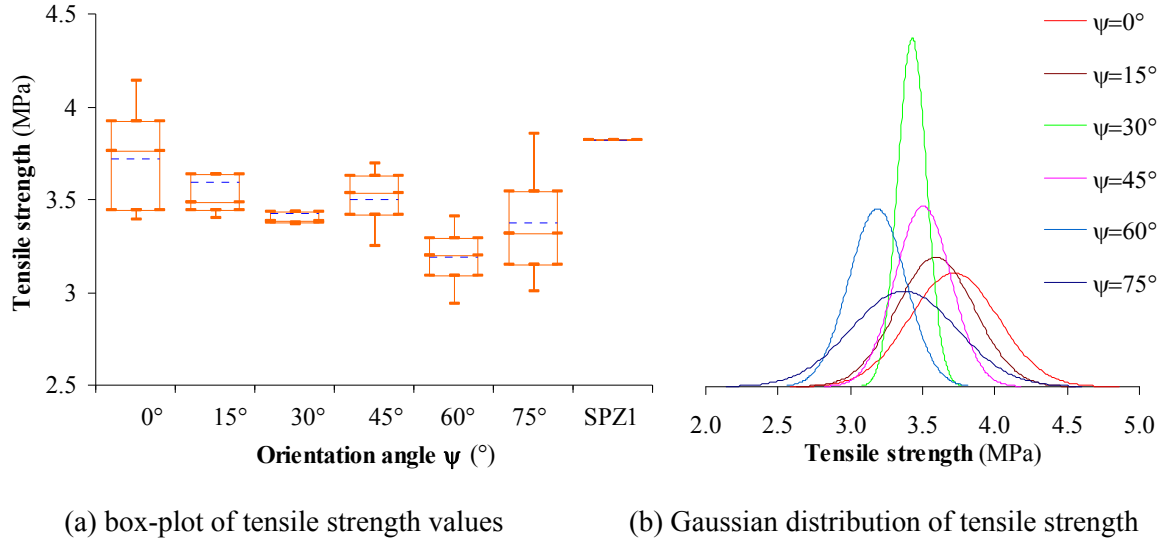 4.5
4
3.5
3
2.5
Tensile strength (MPa)
0° 15° 30° 45° 60° 75° SPZ1
Orientation angle ψ (°)
ψ=0°
ψ=15°
ψ=30°
ψ=45°
ψ=60°
ψ=75°
2.0 2.5 3.0 3.5 4.0 4.5 5.0
Tensile strength (MPa)
(a) box-plot of tensile strength values
(b) Gaussian distribution of tensile strength